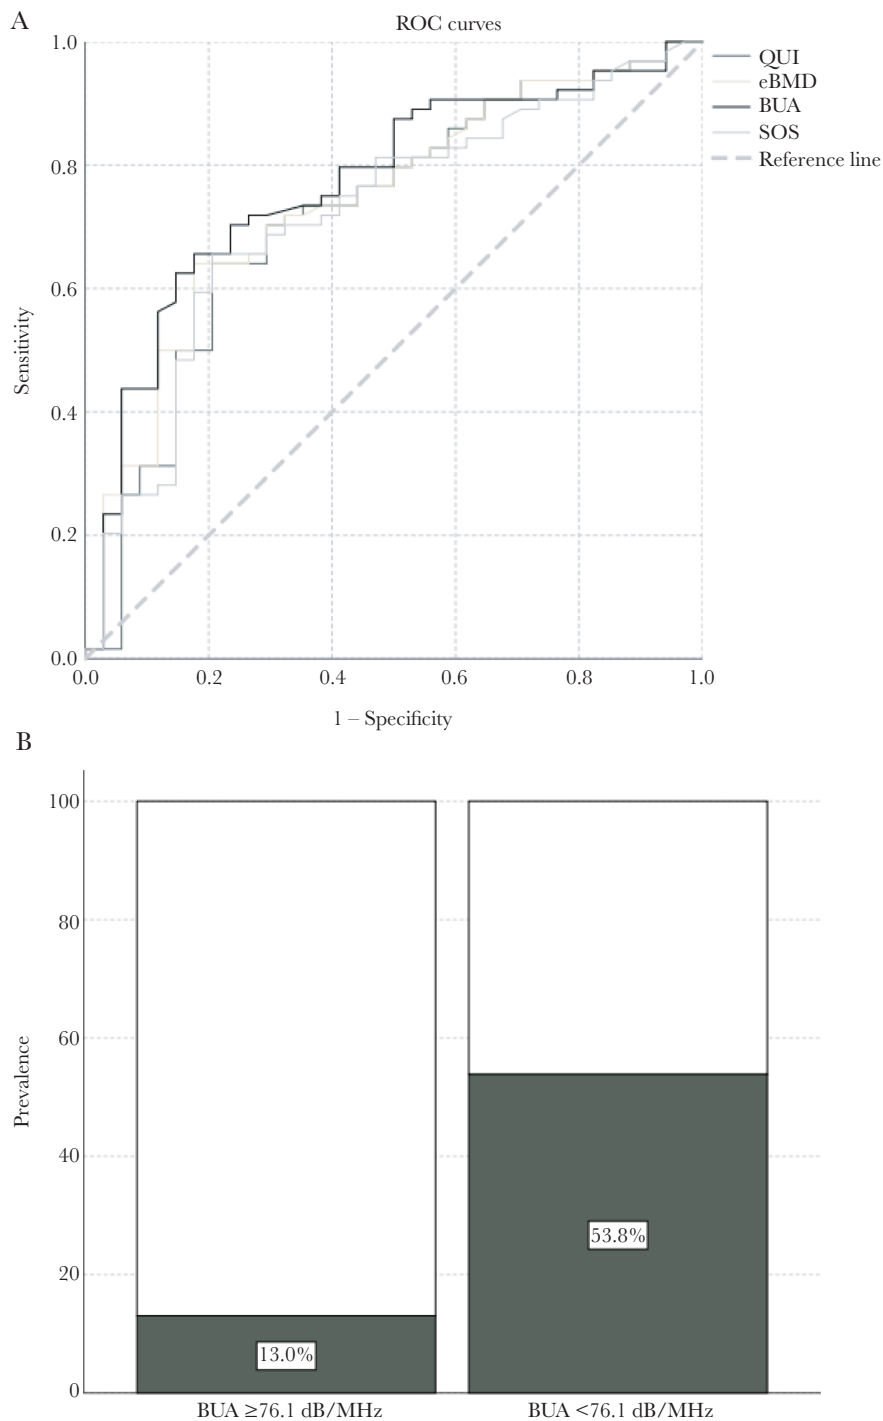 A
ROC curves
1.0
0.8
0.6
0.4
0.2
0.0
Sensitivity
0.0 0.2 0.4 0.6 0.8 1.0
1 – Specificity
QUI
eBMD
BUA
SOS
Reference line
B
100
80
60
40
20
0
Prevalence
13.0%
53.8%
BUA ≥76.1 dB/MHz BUA <76.1 dB/MHz